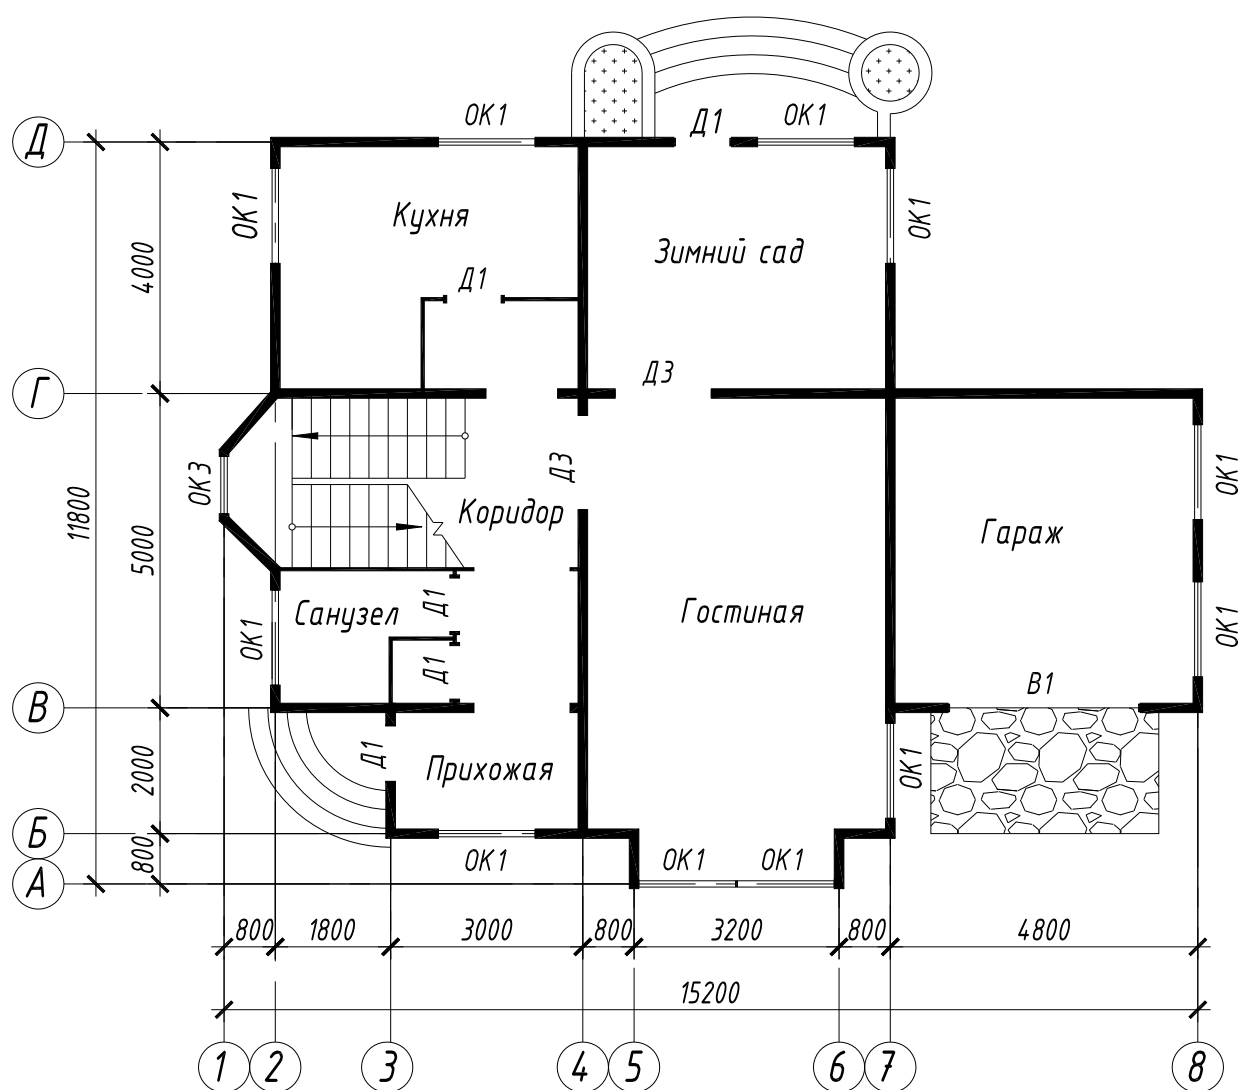 ОК1
Д1
ОК1
Д
ОК1
Кухня
ОК1
Зимний сад
4000
Д1
Д3
Г
ОК3
Д3
ОК1
11800
5000
Коридор
Гараж
Санузел
Д1
Гостиная
ОК1
ОК1
Д1
В1
В
2000
Д1
Прихожая
ОК1
Б
800
ОК1
ОК1
ОК1
А
800
1800
3000
800
3200
800
4800
15200
1
2
3
4
5
6
7
8